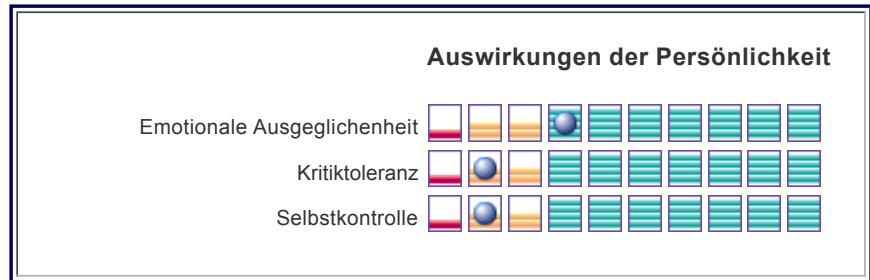 Auswirkungen der Persönlichkeit
Emotionale Ausgeglichenheit
Kritiktoleranz
Selbstkontrolle